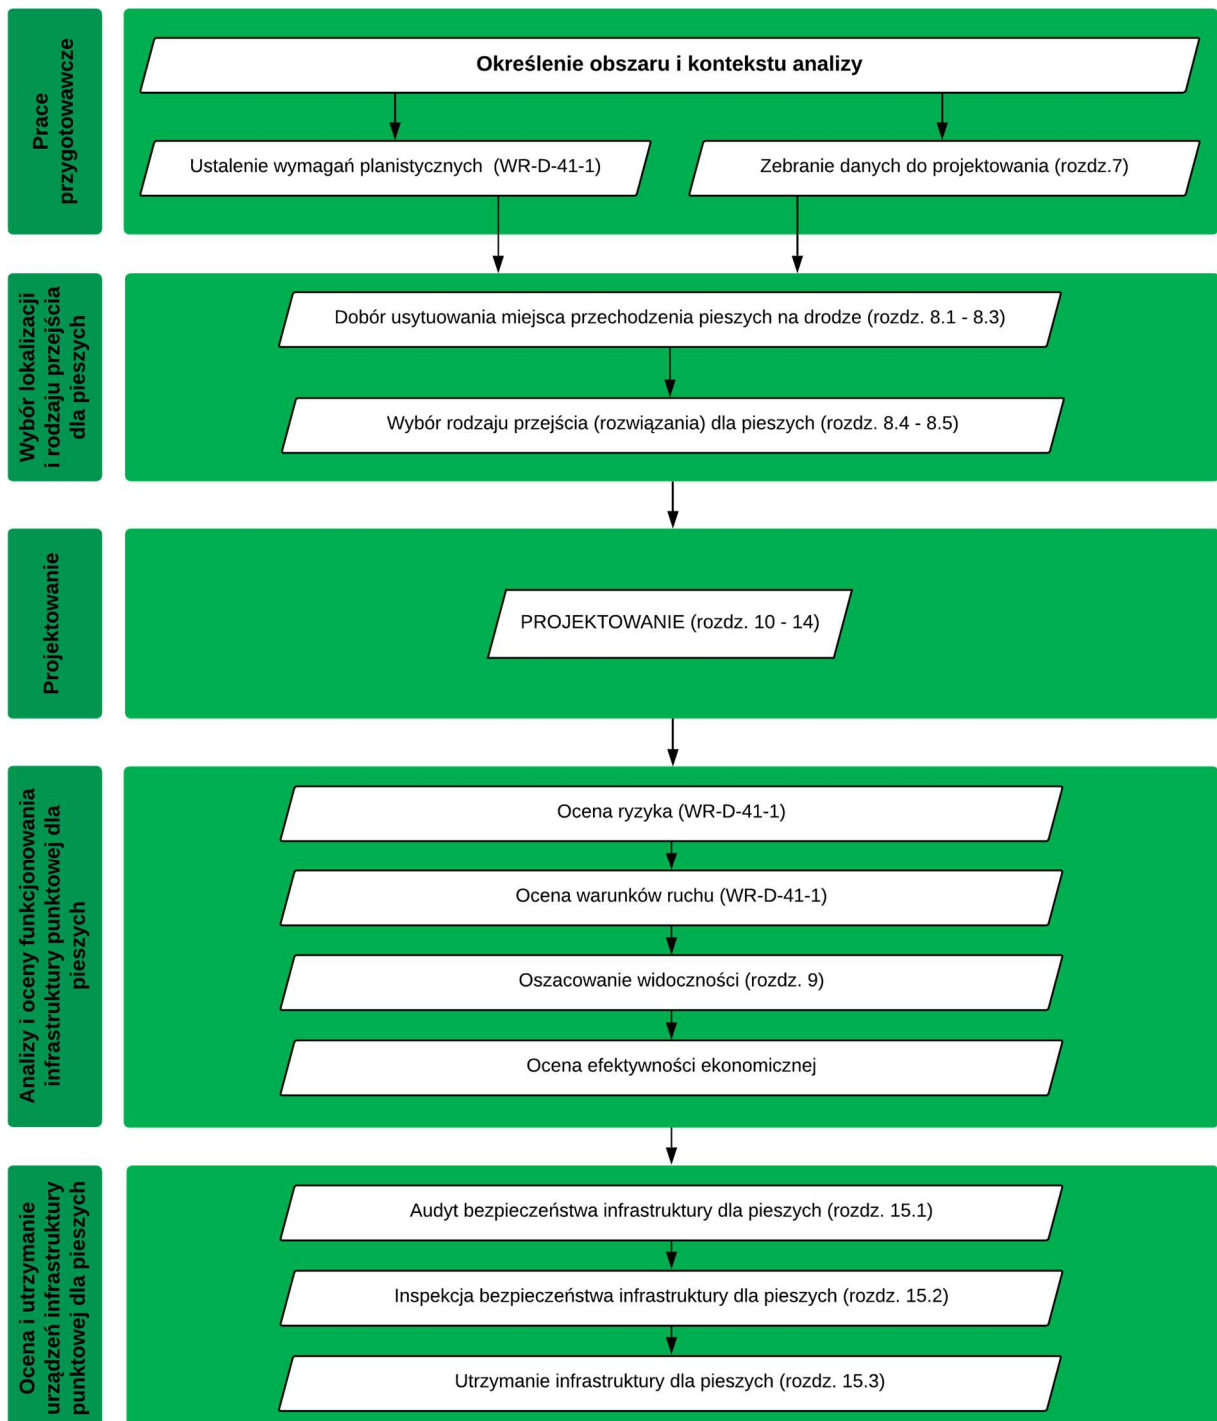 Prace
przygotowawcze
Określenie obszaru i kontekstu analizy
Ustalenie wymagań planistycznych (WR-D-41-1)
Zebranie danych do projektowania (rozdz.7)
Wybór lokalizacji
i rodzaju przejścia
dla pieszych
Dobór usytuowania miejsca przechodzenia pieszych na drodze (rozdz. 8.1 - 8.3)
Wybór rodzaju przejścia (rozwiązania) dla pieszych (rozdz. 8.4 - 8.5)
Projektowanie
PROJEKTOWANIE (rozdz. 10 - 14)
Analizy i oceny funkcjonowania
infrastruktury punktowej dla
pieszych
Ocena ryzyka (WR-D-41-1)
Ocena warunków ruchu (WR-D-41-1)
Oszacowanie widoczności (rozdz. 9)
Ocena efektywności ekonomicznej
Ocena i utrzymanie
urządzeń infrastruktury
punktowej dla pieszych
Audyt bezpieczeństwa infrastruktury dla pieszych (rozdz. 15.1)
Inspekcja bezpieczeństwa infrastruktury dla pieszych (rozdz. 15.2)
Utrzymanie infrastruktury dla pieszych (rozdz. 15.3)